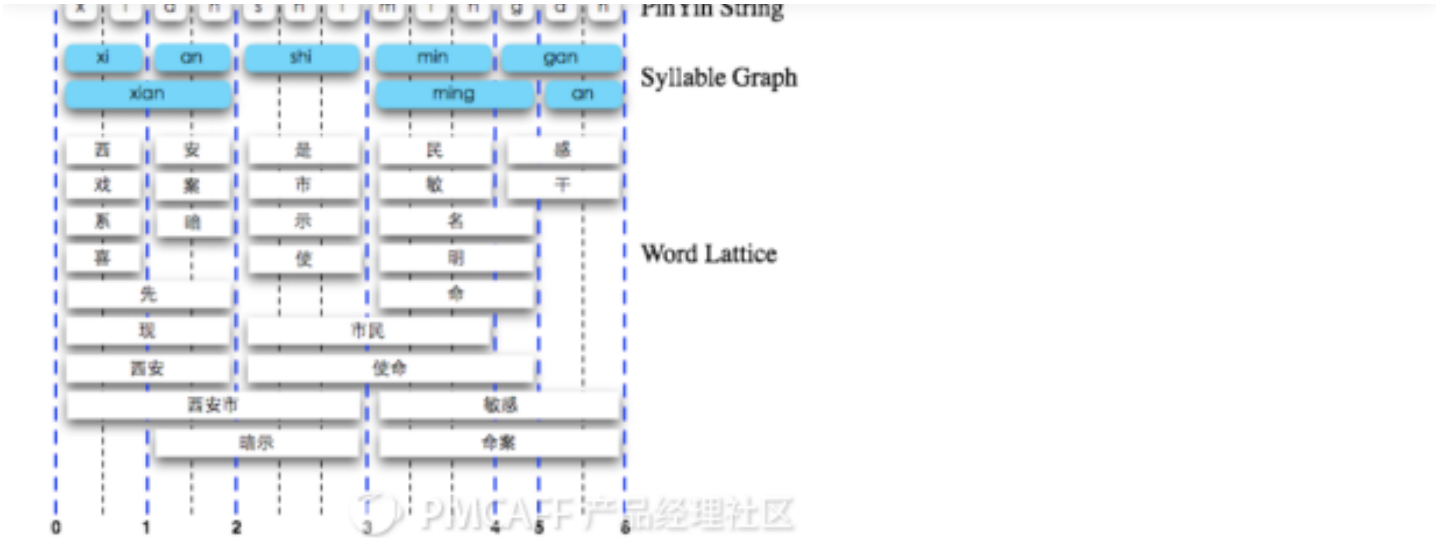 x i a n s h i m i n g a n PinYin String
xi an shi min gan
Syllable Graph
xian ming an
西 安 是 民 感
戏 案 市 敏 干
系 暗 示 名
喜 使 明
Word Lattice
先 命
现 市民
西安 使命
西安市 敏感
暗示 命案
0 1 2 3 4 5 6
PMCAFF 产品经理社区